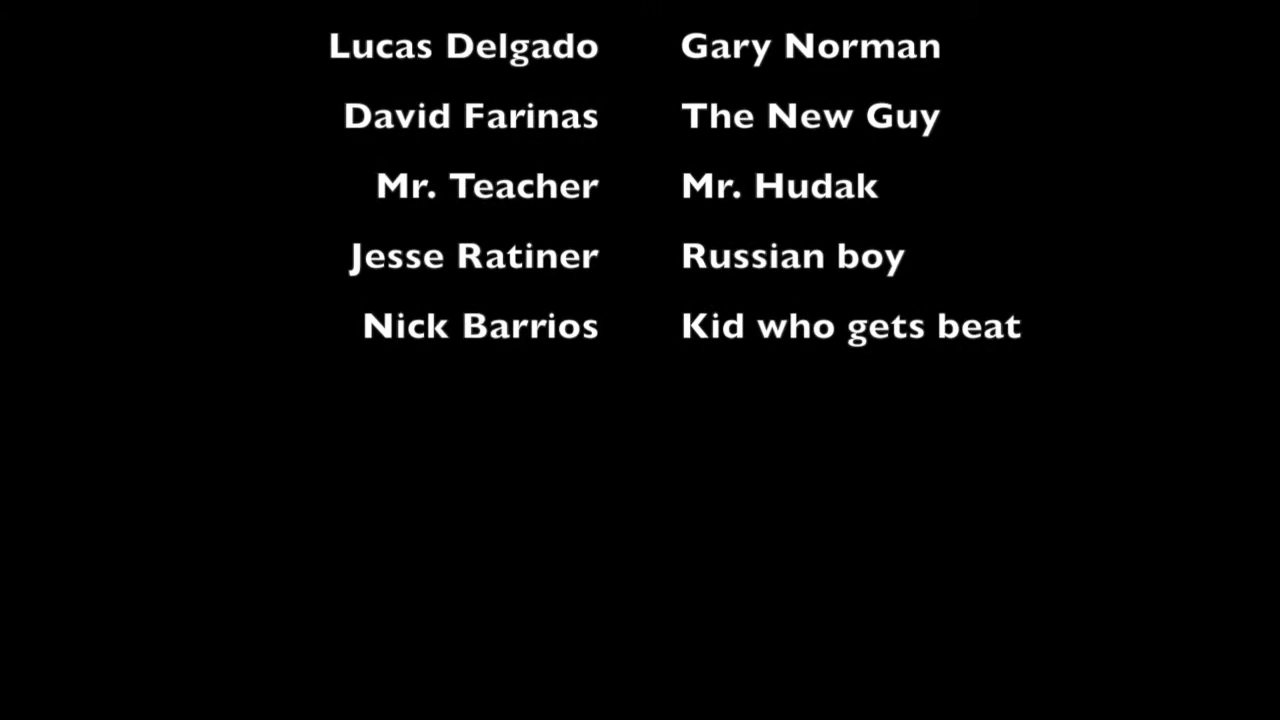 Lucas Delgado Gary Norman
David Farinas The New Guy
Mr. Teacher Mr. Hudak
Jesse Ratiner Russian boy
Nick Barrios Kid who gets beat